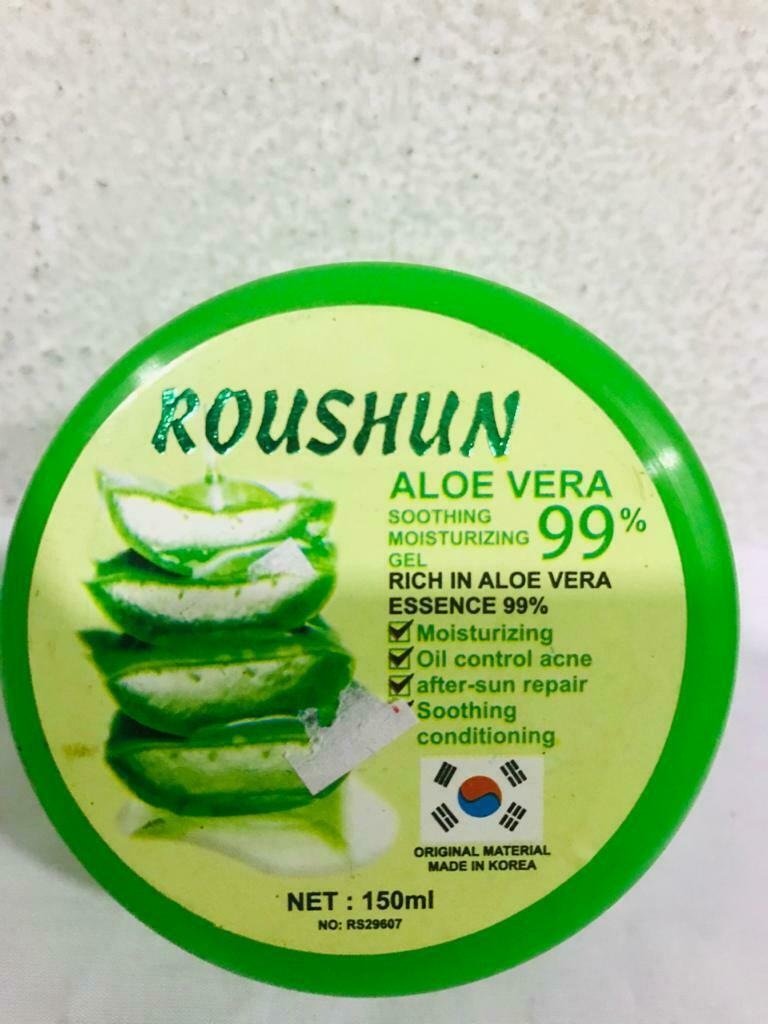 ROUSHUN
ALOE VERA
SOOTHING
MOISTURIZING
GEL
99%
RICH IN ALOE VERA
ESSENCE 99%
Moisturizing
Oil control acne
after-sun repair
Soothing
conditioning
ORIGINAL MATERIAL
MADE IN KOREA
NET : 150ml
NO: RS29607